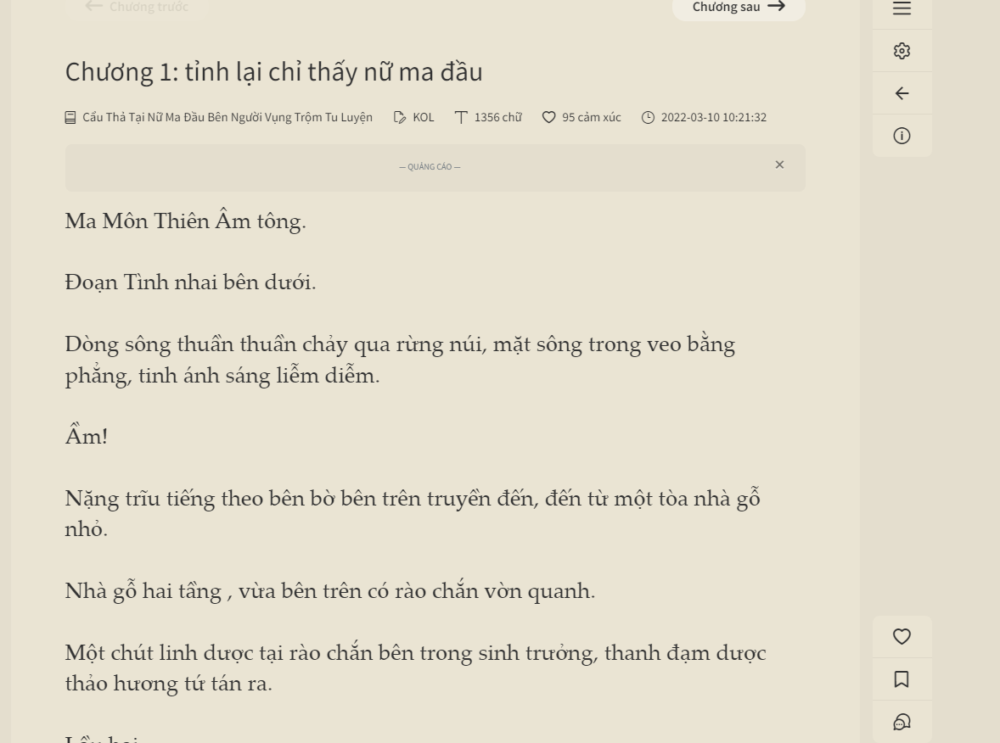 Chương trước
Chương sau
Chương 1: tỉnh lại chỉ thấy nữ ma đầu
Cẩu Thả Tại Nữ Ma Đầu Bên Người Vụng Trộm Tu Luyện KOL 1356 chữ 95 cảm xúc 2022-03-10 10:21:32
— QUẢNG CÁO —
Ma Môn Thiên Âm tông.
Đoạn Tình nhai bên dưới.
Dòng sông thuần thuần chảy qua rừng núi, mặt sông trong veo bằng
phẳng, tinh ánh sáng liễm diễm.
Ầm!
Nặng trĩu tiếng theo bên bờ bên trên truyền đến, đến từ một tòa nhà gỗ
nhỏ.
Nhà gỗ hai tầng , vừa bên trên có rào chắn vờn quanh.
Một chút linh dược tại rào chắn bên trong sinh trưởng, thanh đạm dược
thảo hương tứ tán ra.
Lầu hai